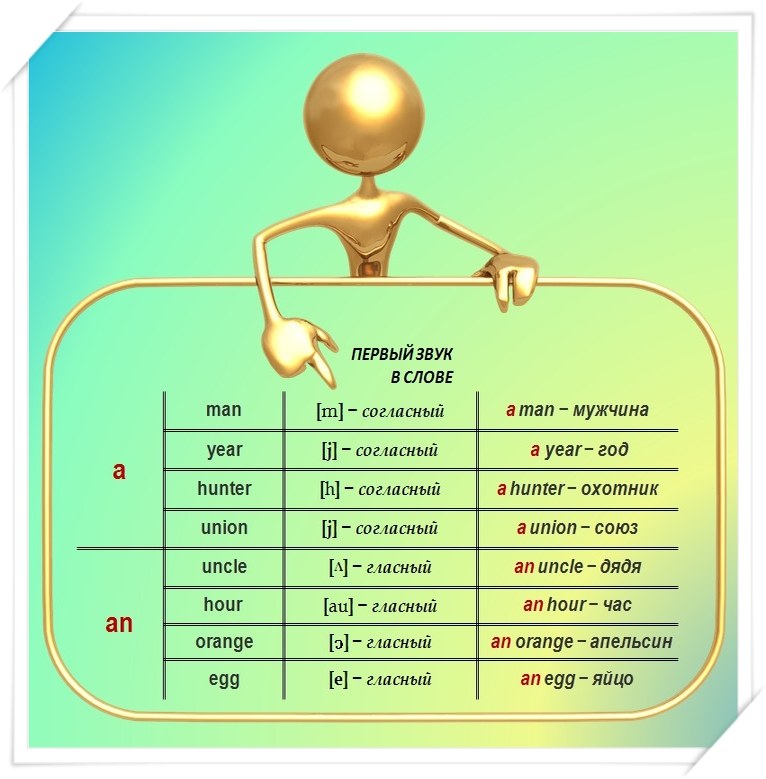 ПЕРВЫЙ ЗВУК
В СЛОВЕ
man [m] – согласный a man – мужчина
year [j] – согласный a year – год
a
hunter [h] – согласный a hunter – охотник
union [j] – согласный a union – союз
uncle [ʌ] – гласный an uncle – дядя
hour [au] – гласный an hour – час
an
orange [ɔ] – гласный an orange – апельсин
egg [e] – гласный an egg – яйцо